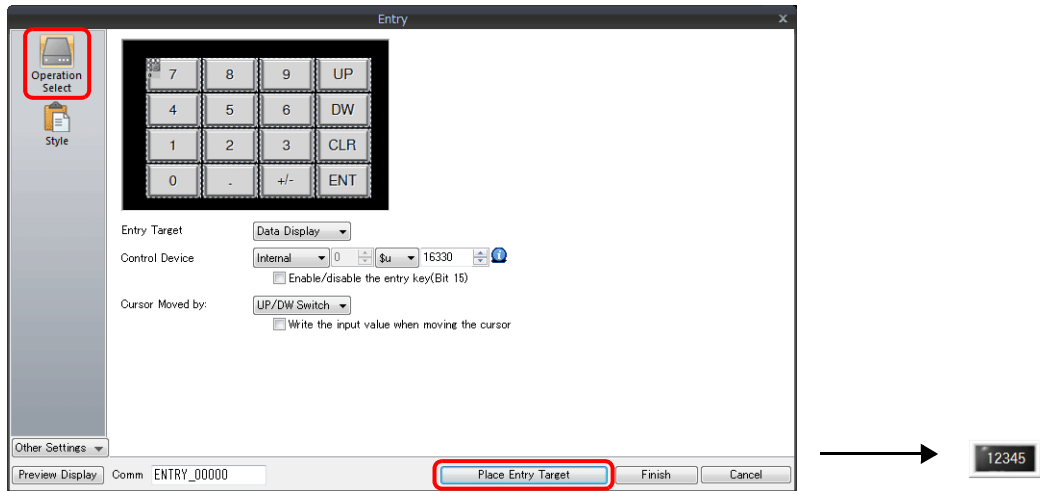 Entry
x
Operation
Select
Style
7 8 9 UP
4 5 6 DW
1 2 3 CLR
0 . +/- ENT
Entry Target Data Display
Control Device Internal 0 $u 16330
Enable/disable the entry key(Bit 15)
Cursor Moved by: UP/DW Switch
Write the input value when moving the cursor
Other Settings
Preview Display Comm ENTRY_00000 Place Entry Target Finish Cancel
12345